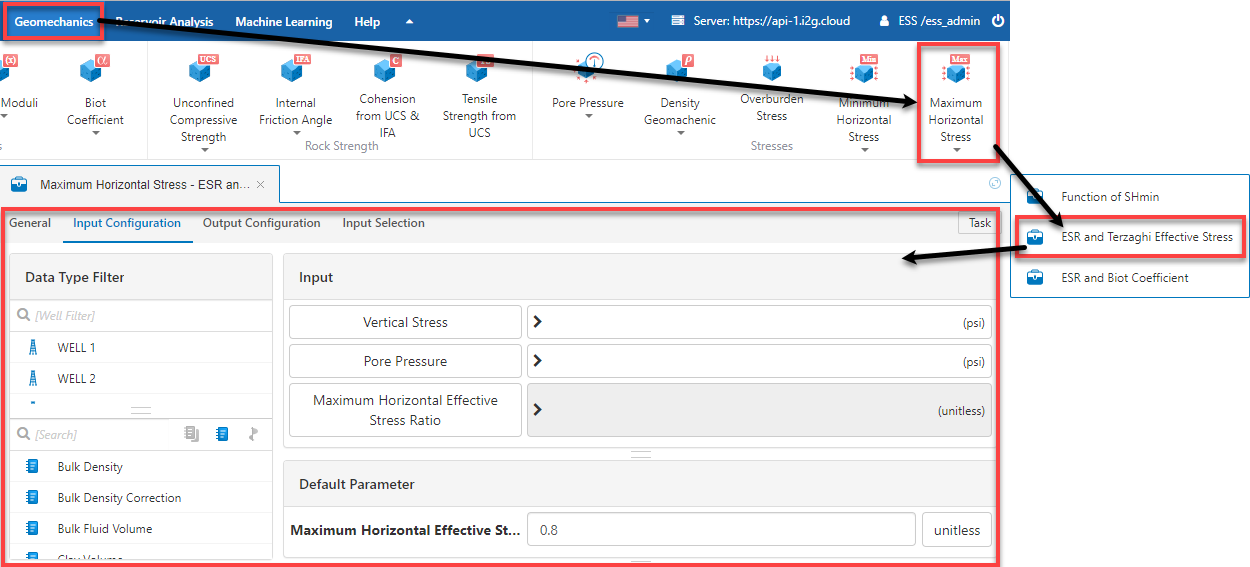 Geomechanics Reservoir Analysis Machine Learning Help Server: https://api-1.i2g.cloud ESS /ess_admin
(x) α UCS IFA C ρ Min Max
Moduli
Biot
Coefficient
Unconfined
Compressive
Strength
Internal
Friction Angle
Cohension
from UCS &
IFA
Tensile
Strength from
UCS
Rock Strength
Pore Pressure
Density
Geomachenic
Overburden
Stress
Minimum
Horizontal
Stress
Maximum
Horizontal
Stress
Stresses
Maximum Horizontal Stress - ESR an... ×
Function of SHmin
ESR and Terzaghi Effective Stress
ESR and Biot Coefficient
General Input Configuration Output Configuration Input Selection Task
Data Type Filter
[Well Filter]
WELL 1
WELL 2
[Search]
Bulk Density
Bulk Density Correction
Bulk Fluid Volume
Input
Vertical Stress (psi)
Pore Pressure (psi)
Maximum Horizontal Effective
Stress Ratio (unitless)
Default Parameter
Maximum Horizontal Effective St... 0.8 unitless